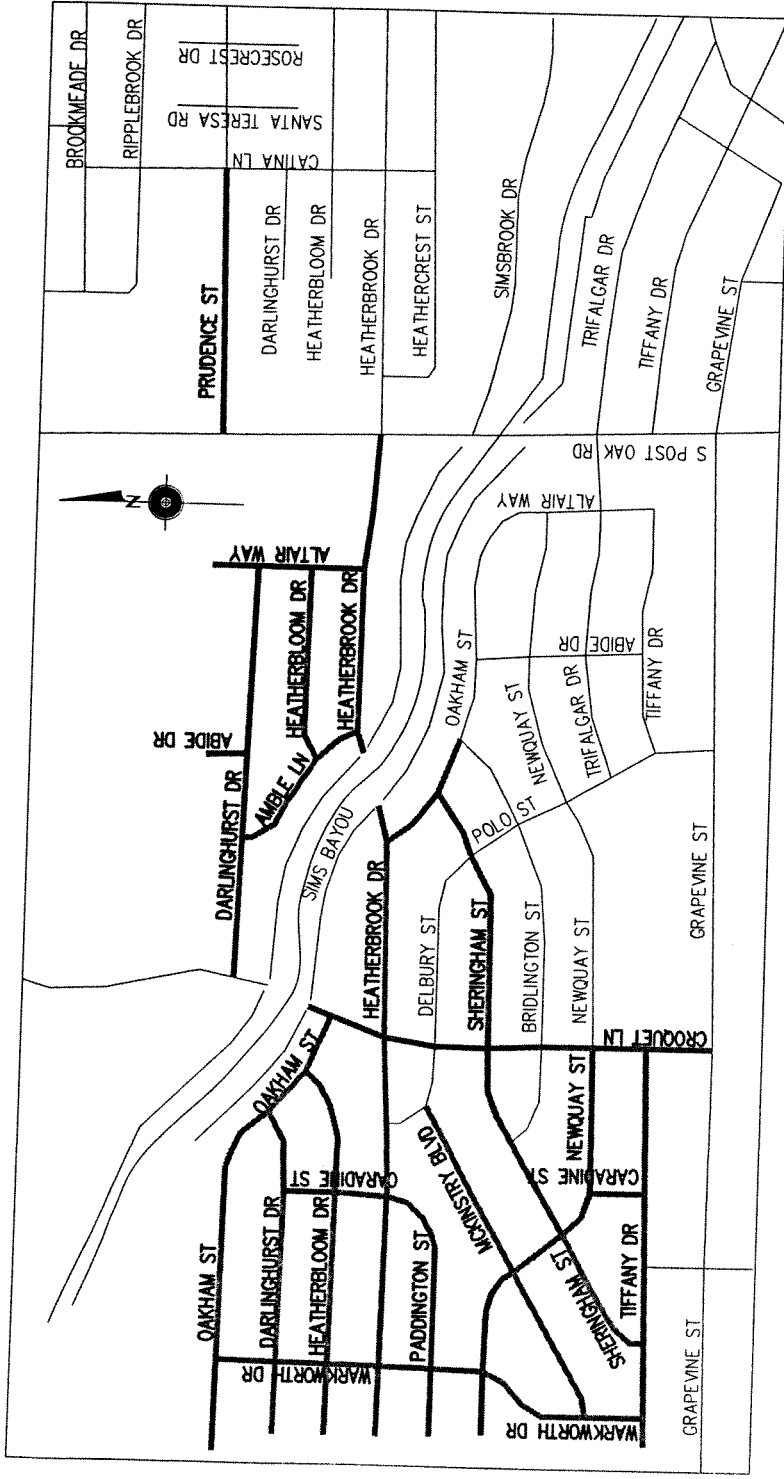 BROOKMEADE DR
RIPPLEBROOK DR
ROSECREST DR
SANTA TERESA RD
CATINA LN
PRUDENCE ST
DARLINGHURST DR
HEATHERBLOOM DR
HEATHERBROOK DR
HEATHERCREST ST
SIMSBROOK DR
TRIFALGAR DR
TIFFANY DR
GRAPEVINE ST
S POST OAK RD
N
ALTAIR WAY
ALTAIR WAY
HEATHERBLOOM DR
HEATHERBROOK DR
ABIDE DR
AMBLE LN
DARLINGHURST DR
SIMS BAYOU
OAKHAM ST
ABIDE DR
NEWQUAY ST
TRIFALGAR DR
TIFFANY DR
POLO ST
HEATHERBROOK DR
DELBURY ST
SHERINGHAM ST
BRIDLINGTON ST
NEWQUAY ST
GRAPEVINE ST
CROQUET LN
OAKHAM ST
NEWQUAY ST
CARADINE ST
CARADINE ST
MCKINSTRY BLVD
OAKHAM ST
DARLINGHURST DR
HEATHERBLOOM DR
PADDINGTON ST
SHERINGHAM ST
TIFFANY DR
WARKWORTH DR
WARKWORTH DR
GRAPEVINE ST